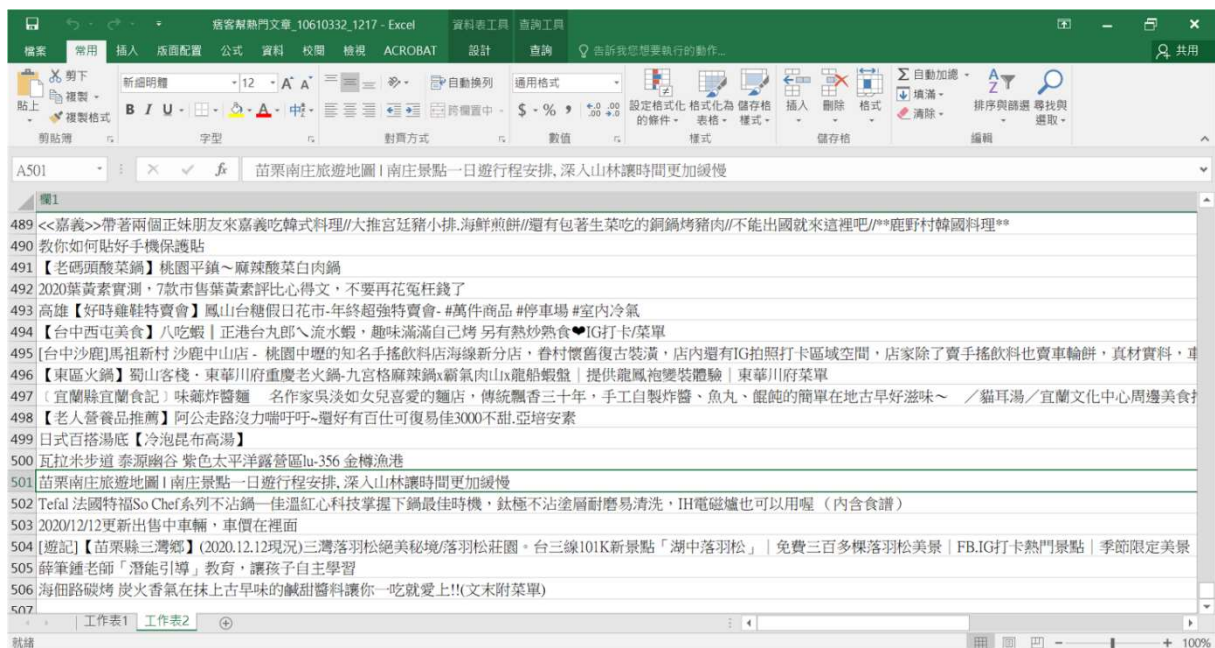 痞客幫熱門文章_10610332_1217 - Excel 資料表工具 查詢工具
檔案 常用 插入 版面配置 公式 資料 校閱 檢視 ACROBAT 設計 查詢 告訴我您想要執行的動作... 共用
剪下 新細明體 12 自動換列 通用格式 自動加總
複製 填滿
貼上 複製格式 B I U 跨欄置中 $ % 設定格式化的條件 格式化為表格 儲存格樣式 插入 刪除 格式 清除 排序與篩選 尋找與選取
剪貼簿 字型 對齊方式 數值 樣式 儲存格 編輯
A501 fx 苗栗南庄旅遊地圖 | 南庄景點一日遊行程安排, 深入山林讓時間更加緩慢
欄1
489 <<嘉義>>帶著兩個正妹朋友來嘉義吃韓式料理//大推宮廷豬小排.海鮮煎餅//還有包著生菜吃的銅鍋烤豬肉//不能出國就來這裡吧//**鹿野村韓國料理**
490 教你如何貼好手機保護貼
491 【老碼頭酸菜鍋】桃園平鎮～麻辣酸菜白肉鍋
492 2020葉黃素實測，7款市售葉黃素評比心得文，不要再花冤枉錢了
493 高雄【好時雞鞋特賣會】鳳山台糖假日花市-年終超強特賣會- #萬件商品 #停車場 #室內冷氣
494 【台中西屯美食】八吃蝦║正港台九郎ㄟ流水蝦，趣味滿滿自己烤 另有熱炒熟食❤IG打卡/菜單
495 [台中沙鹿]馬祖新村 沙鹿中山店 - 桃園中壢的知名手搖飲料店海線新分店，眷村懷舊復古裝潢，店內還有IG拍照打卡區域空間，店家除了賣手搖飲料也賣車輪餅，真材實料，車
496 【東區火鍋】蜀山客棧．東華川府重慶老火鍋-九宮格麻辣鍋x霸氣肉山x龍船蝦盤｜提供龍鳳袍變裝體驗｜東華川府菜單
497 〔宜蘭縣宜蘭食記〕味薌炸醬麵 名作家吳淡如女兒喜愛的麵店，傳統飄香三十年，手工自製炸醬、魚丸、餛飩的簡單在地古早好滋味～ ／貓耳湯／宜蘭文化中心周邊美食
498 【老人營養品推薦】阿公走路沒力喘吁吁~還好有百仕可復易佳3000不甜.亞培安素
499 日式百搭湯底【冷泡昆布高湯】
500 瓦拉米步道 泰源幽谷 紫色太平洋露營區lu-356 金樽漁港
501 苗栗南庄旅遊地圖 | 南庄景點一日遊行程安排, 深入山林讓時間更加緩慢
502 Tefal 法國特福So Chef系列不沾鍋—佳溫紅心科技掌握下鍋最佳時機，鈦極不沾塗層耐磨易清洗，IH電磁爐也可以用喔 （內含食譜）
503 2020/12/12更新出售中車輛，車價在裡面
504 [遊記]【苗栗縣三灣鄉】(2020.12.12現況)三灣落羽松絕美秘境/落羽松莊園。台三線101K新景點「湖中落羽松」｜免費三百多棵落羽松美景｜FB.IG打卡熱門景點｜季節限定美景
505 薛筆鍾老師「潛能引導」教育，讓孩子自主學習
506 海佃路碳烤 炭火香氣在抹上古早味的鹹甜醬料讓你一吃就愛上!!(文末附菜單)
507
工作表1 工作表2
就緒 100%